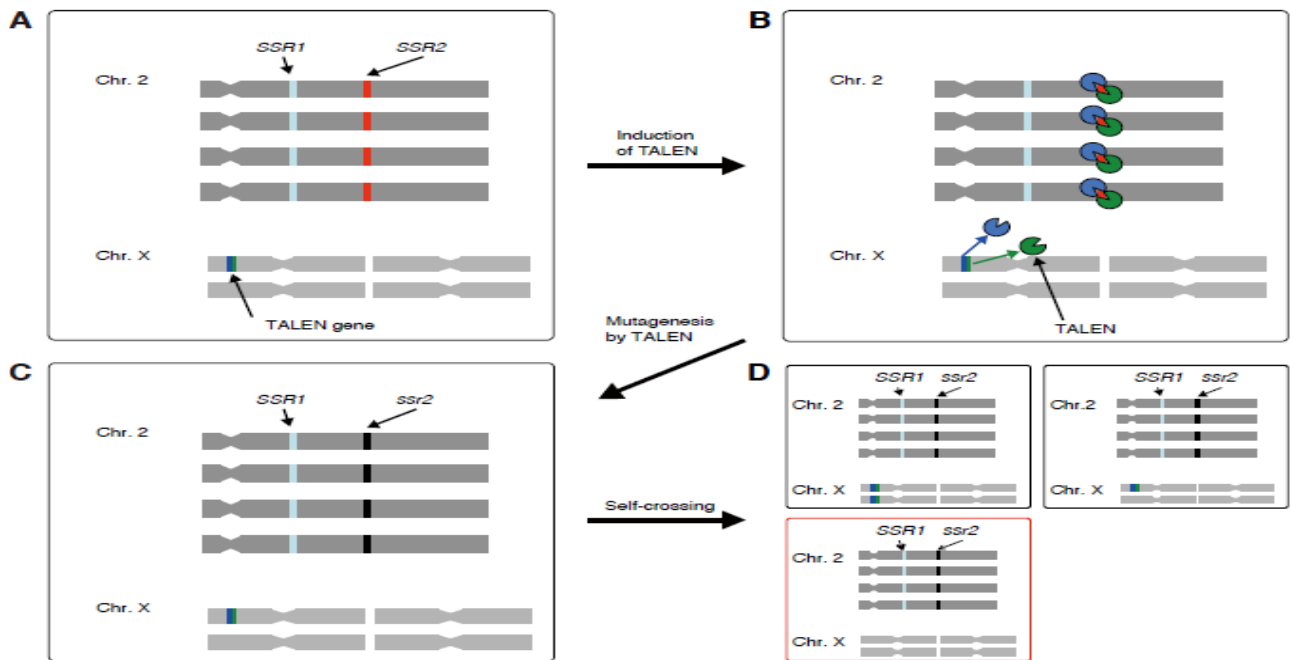 A
SSR1 SSR2
Chr. 2
Chr. X
TALEN gene
Induction
of TALEN
B
Chr. 2
Chr. X
TALEN
Mutagenesis
by TALEN
C
SSR1 ssr2
Chr. 2
Chr. X
Self-crossing
D
SSR1 ssr2
Chr. 2
Chr. X
SSR1 ssr2
Chr.2
Chr. X
SSR1 ssr2
Chr. 2
Chr. X